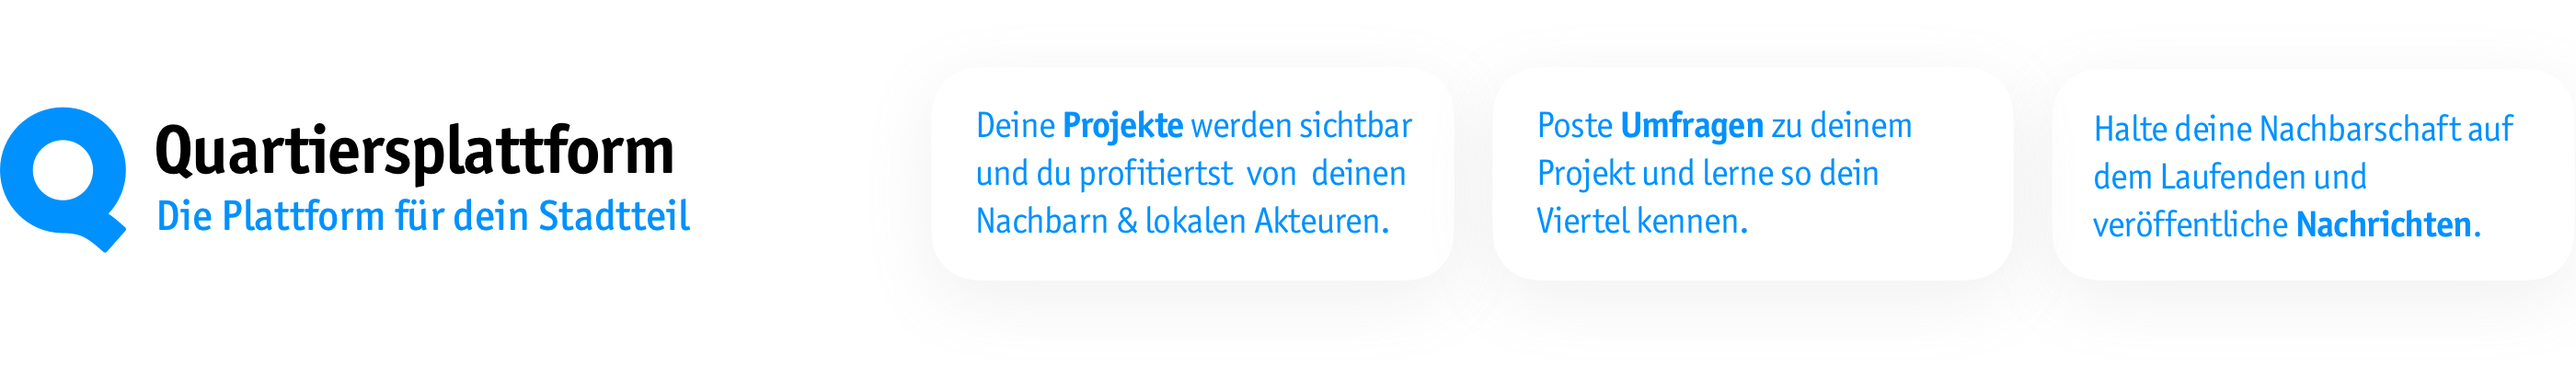 Quartiersplattform
Die Plattform für dein Stadtteil
Deine Projekte werden sichtbar
und du profitiertst von deinen
Nachbarn & lokalen Akteuren.
Poste Umfragen zu deinem
Projekt und lerne so dein
Viertel kennen.
Halte deine Nachbarschaft auf
dem Laufenden und
veröffentliche Nachrichten.